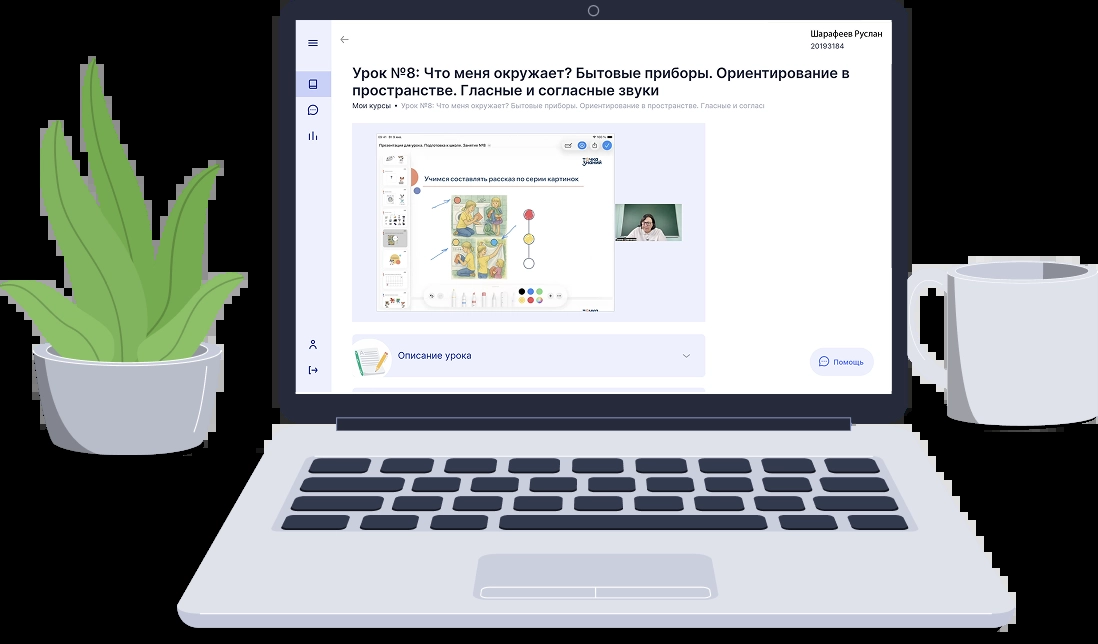 Шарафеев Руслан
20193184
Урок №8: Что меня окружает? Бытовые приборы. Ориентирование в
пространстве. Гласные и согласные звуки
Мои курсы • Урок №8: Что меня окружает? Бытовые приборы. Ориентирование в пространстве. Гласные и соглас
Презентация для урока. Подготовка к школе. Занятие №8
точка
знаний
Учимся составлять рассказ по серии картинок
Описание урока
Помощь